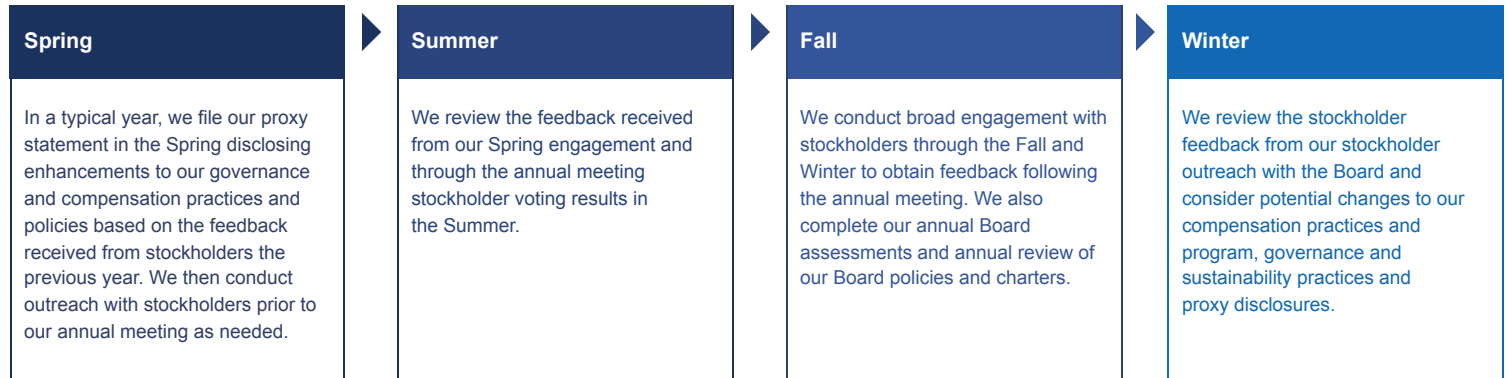 Spring
In a typical year, we file our proxy
statement in the Spring disclosing
enhancements to our governance
and compensation practices and
policies based on the feedback
received from stockholders the
previous year. We then conduct
outreach with stockholders prior to
our annual meeting as needed.
Summer
We review the feedback received
from our Spring engagement and
through the annual meeting
stockholder voting results in
the Summer.
Fall
We conduct broad engagement with
stockholders through the Fall and
Winter to obtain feedback following
the annual meeting. We also
complete our annual Board
assessments and annual review of
our Board policies and charters.
Winter
We review the stockholder
feedback from our stockholder
outreach with the Board and
consider potential changes to our
compensation practices and
program, governance and
sustainability practices and
proxy disclosures.